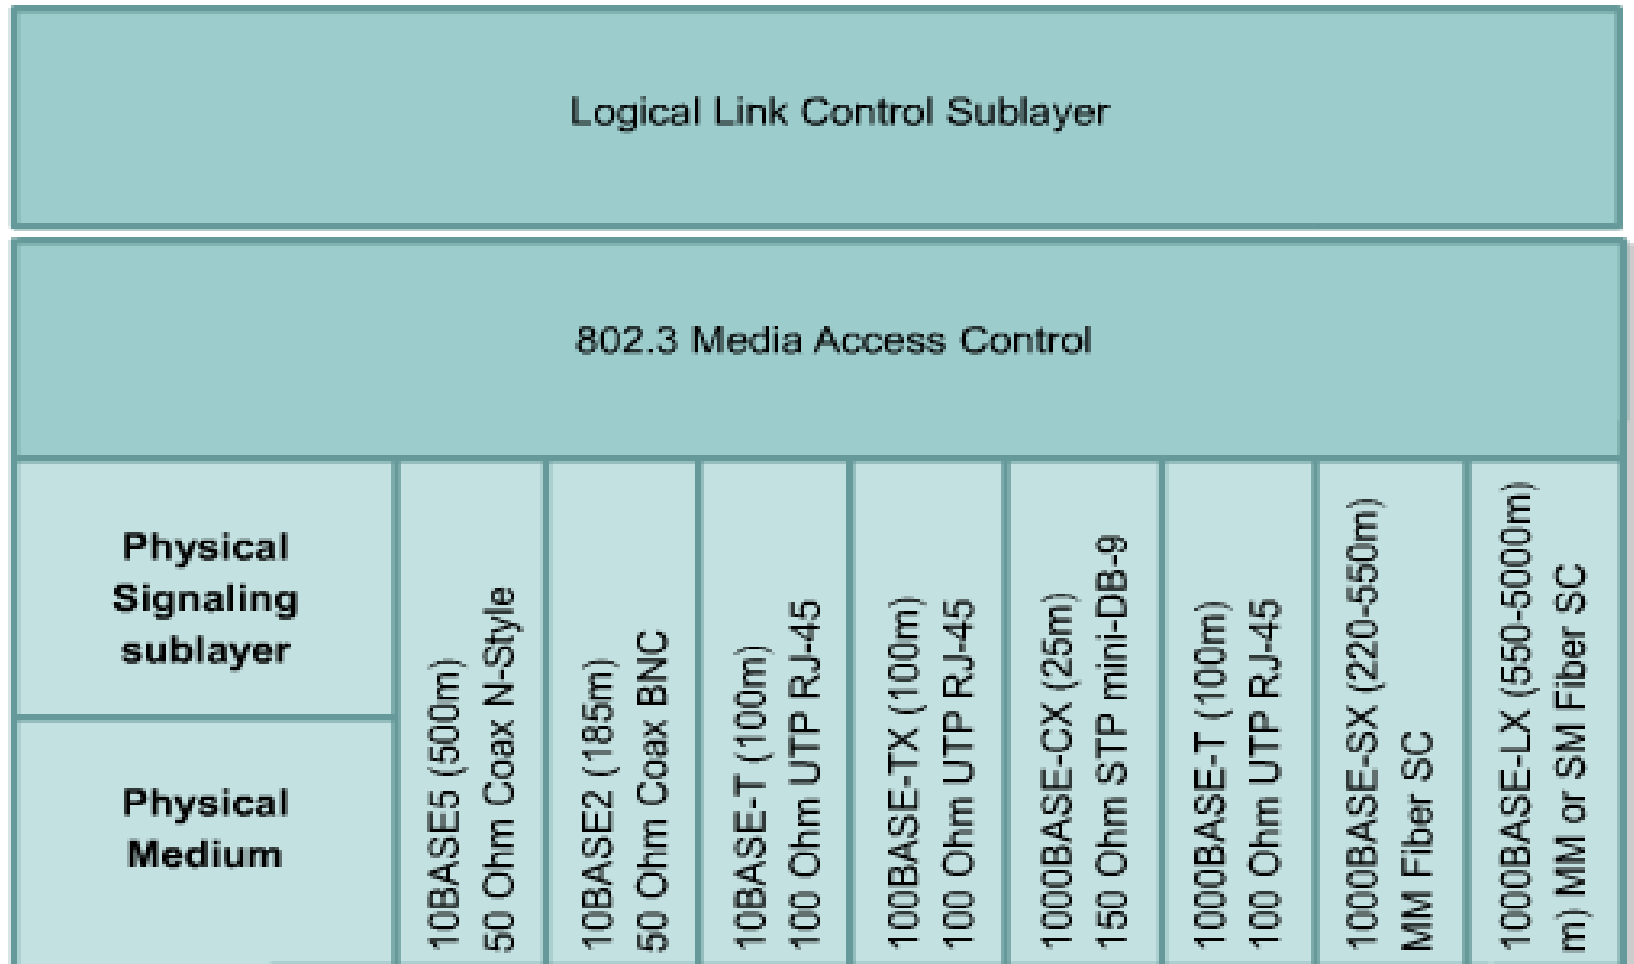 Logical Link Control Sublayer
802.3 Media Access Control
Physical
Signaling
sublayer
Physical
Medium
10BASE5 (500m)
50 Ohm Coax N-Style
10BASE2 (185m)
50 Ohm Coax BNC
10BASE-T (100m)
100 Ohm UTP RJ-45
100BASE-TX (100m)
100 Ohm UTP RJ-45
1000BASE-CX (25m)
150 Ohm STP mini-DB-9
1000BASE-T (100m)
100 Ohm UTP RJ-45
1000BASE-SX (220-550m)
MM Fiber SC
1000BASE-LX (550-5000m)
m) MM or SM Fiber SC